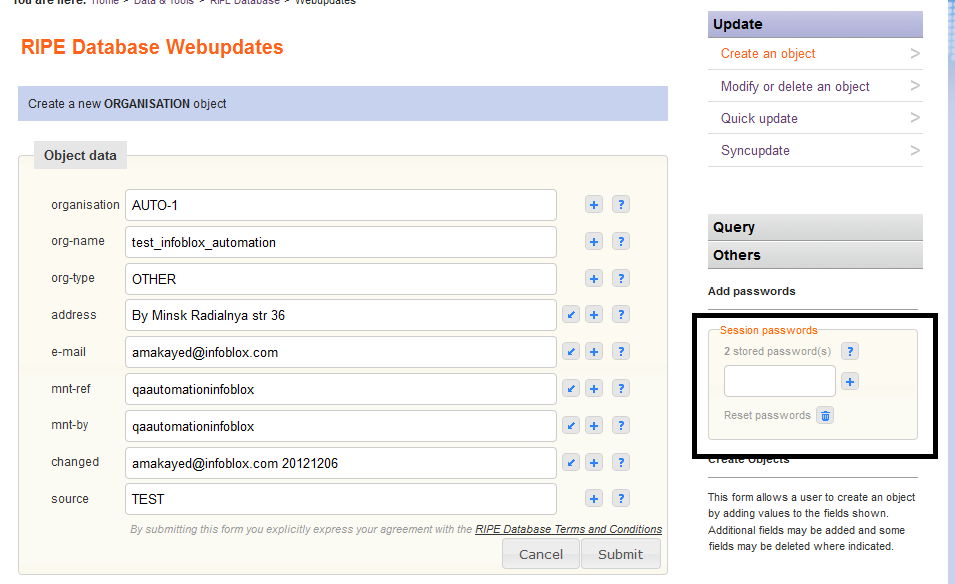 You are here: Home > Data & Tools > RIPE Database > Webupdates
RIPE Database Webupdates
Create a new ORGANISATION object
Object data
organisation AUTO-1
org-name test_infoblox_automation
org-type OTHER
address By Minsk Radialnya str 36
e-mail amakayed@infoblox.com
mnt-ref qaautomationinfoblox
mnt-by qaautomationinfoblox
changed amakayed@infoblox.com 20121206
source TEST
By submitting this form you explicitly express your agreement with the RIPE Database Terms and Conditions
Cancel Submit
Update
Create an object >
Modify or delete an object >
Quick update >
Syncupdate >
Query
Others
Add passwords
Session passwords
2 stored password(s) ?
Reset passwords
Create Objects
This form allows a user to create an object
by adding values to the fields shown.
Additional fields may be added and some
fields may be deleted where indicated.